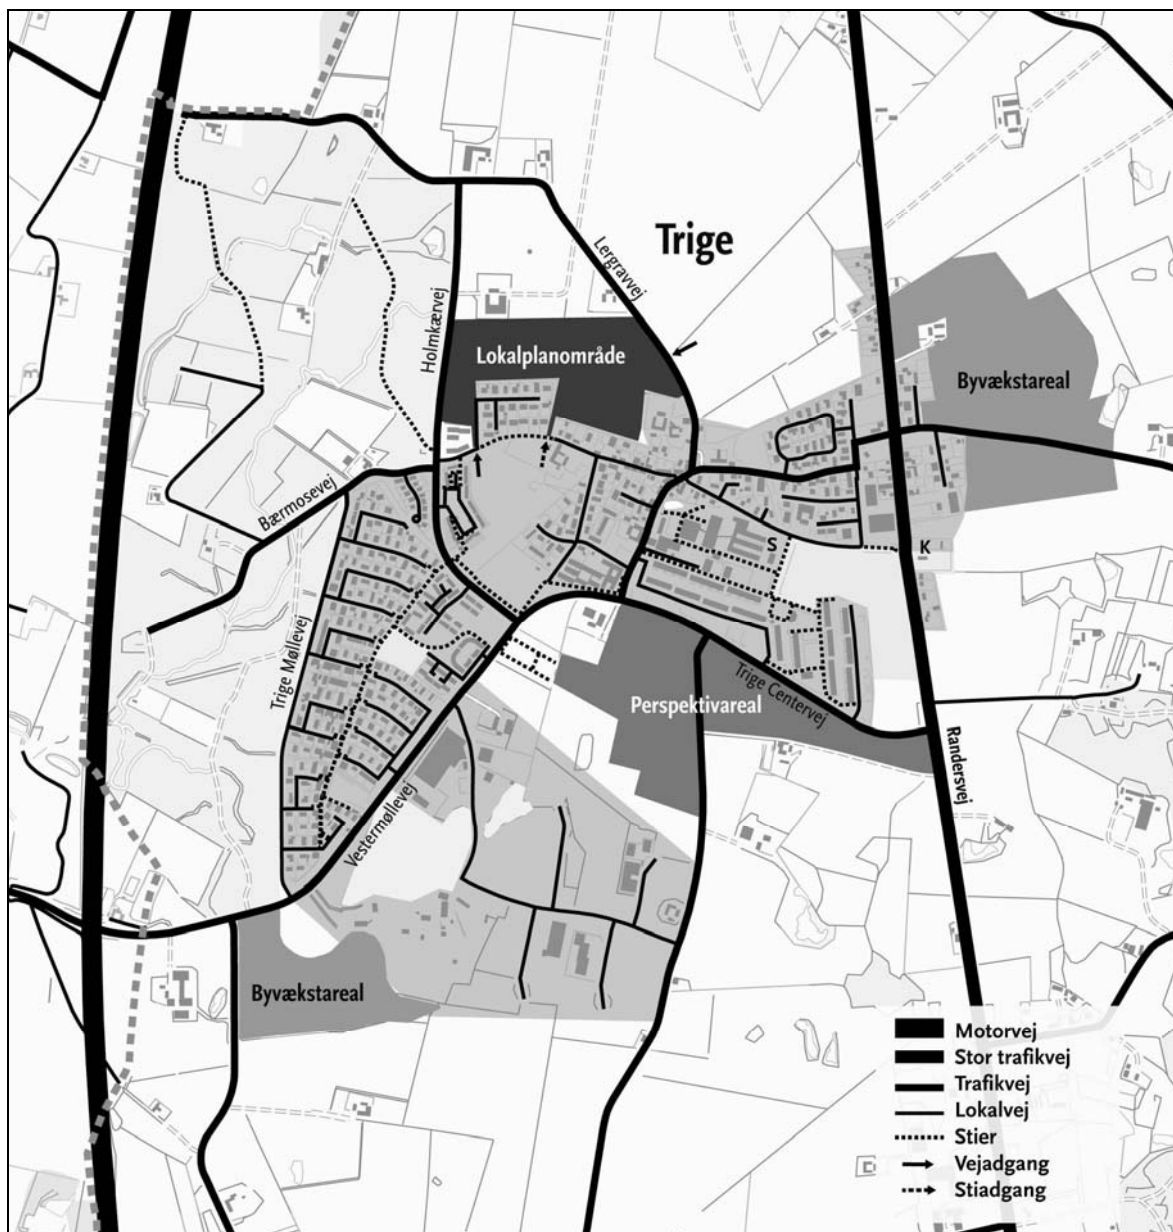 Trige
Lergravvej
Holmkærvej
Lokalplanområde
Byvækstareal
Bærmosevej
S
K
Trige Møllevej
Perspektivareal
Trige Centervej
Randersvej
Vestermøllevej
Byvækstareal
Motorvej
Stor trafikvej
Trafikvej
Lokalvej
Stier
Vejadgang
Stiadgang